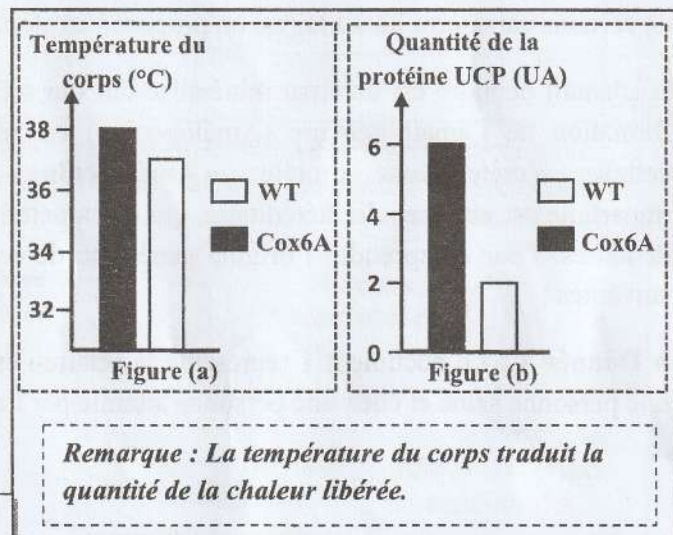 Température du
corps (°C)
38
36
34
32
WT
Cox6A
Figure (a)
Quantité de la
protéine UCP (UA)
6
4
2
0
WT
Cox6A
Figure (b)
Remarque : La température du corps traduit la
quantité de la chaleur libérée.